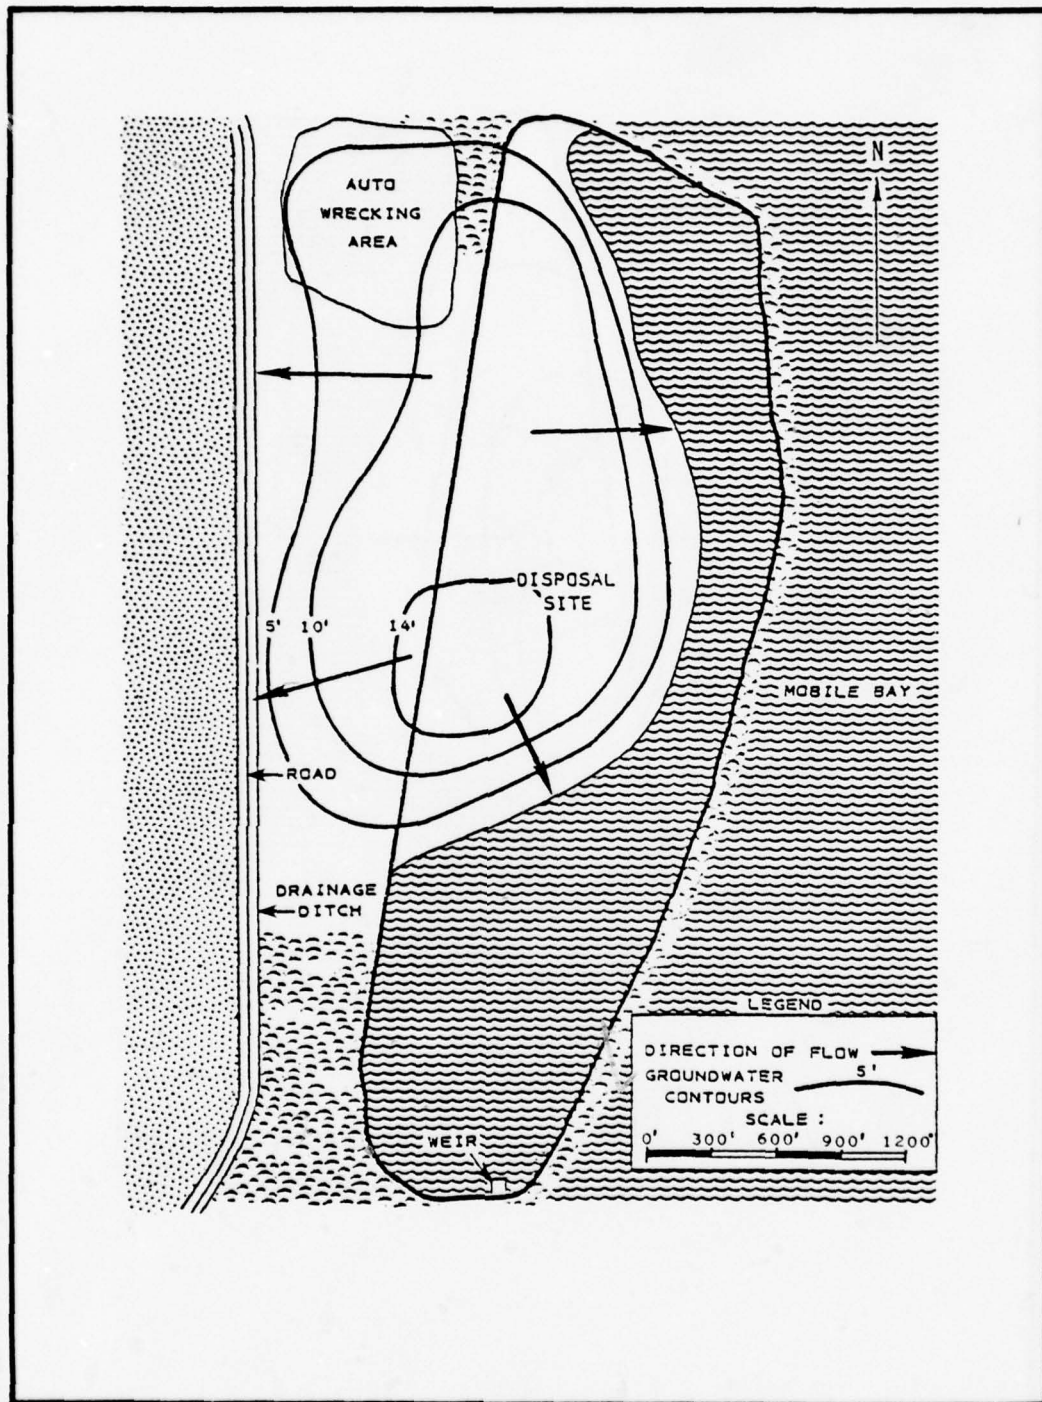 N
AUTO
WRECKING
AREA
DISPOSAL
SITE
5' 10' 14'
MOBILE BAY
ROAD
DRAINAGE
DITCH
LEGEND
DIRECTION OF FLOW
5'
GROUNDWATER
CONTOURS
SCALE :
0' 300' 600' 900' 1200'
WEIR